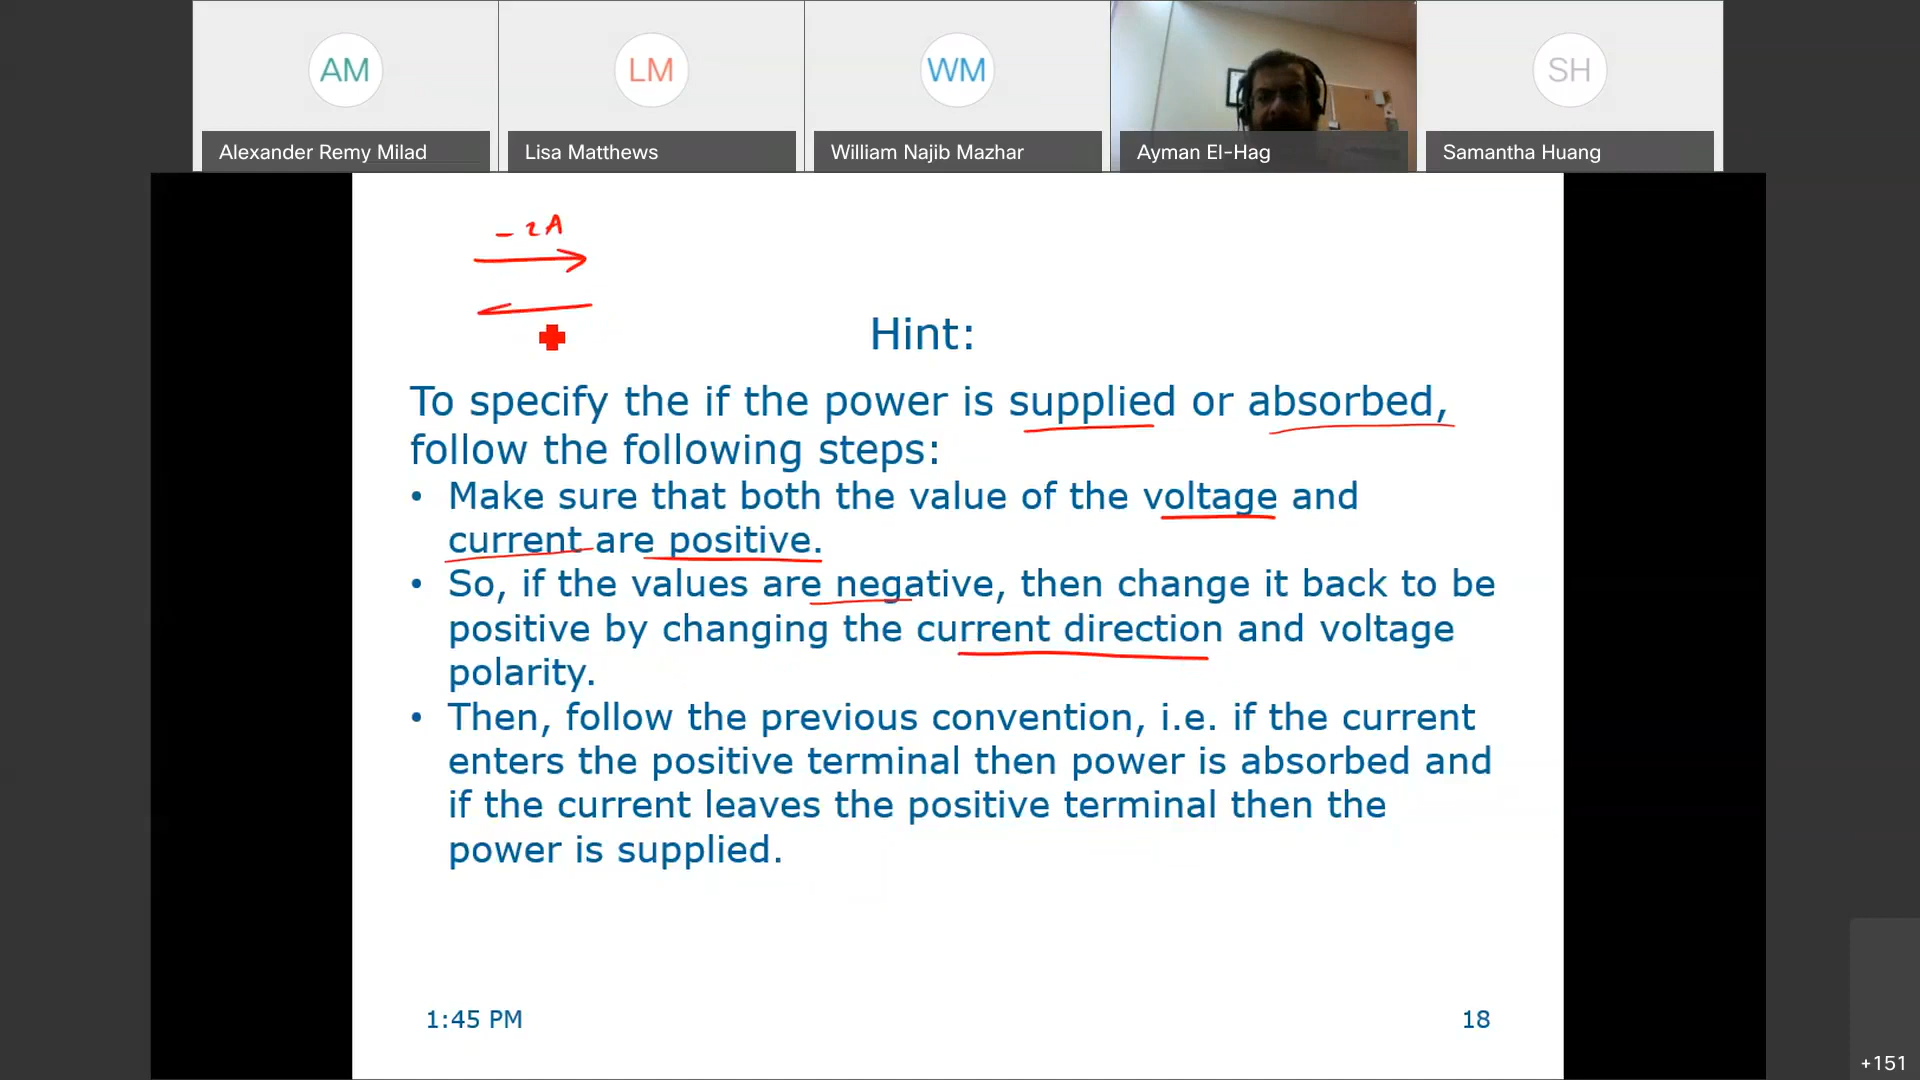 AM
LM
WM
SH
Alexander Remy Milad
Lisa Matthews
William Najib Mazhar
Ayman El-Hag
Samantha Huang
-2A
Hint:
To specify the if the power is supplied or absorbed,
follow the following steps:
• Make sure that both the value of the voltage and
current are positive.
• So, if the values are negative, then change it back to be
positive by changing the current direction and voltage
polarity.
• Then, follow the previous convention, i.e. if the current
enters the positive terminal then power is absorbed and
if the current leaves the positive terminal then the
power is supplied.
1:45 PM
18
+151